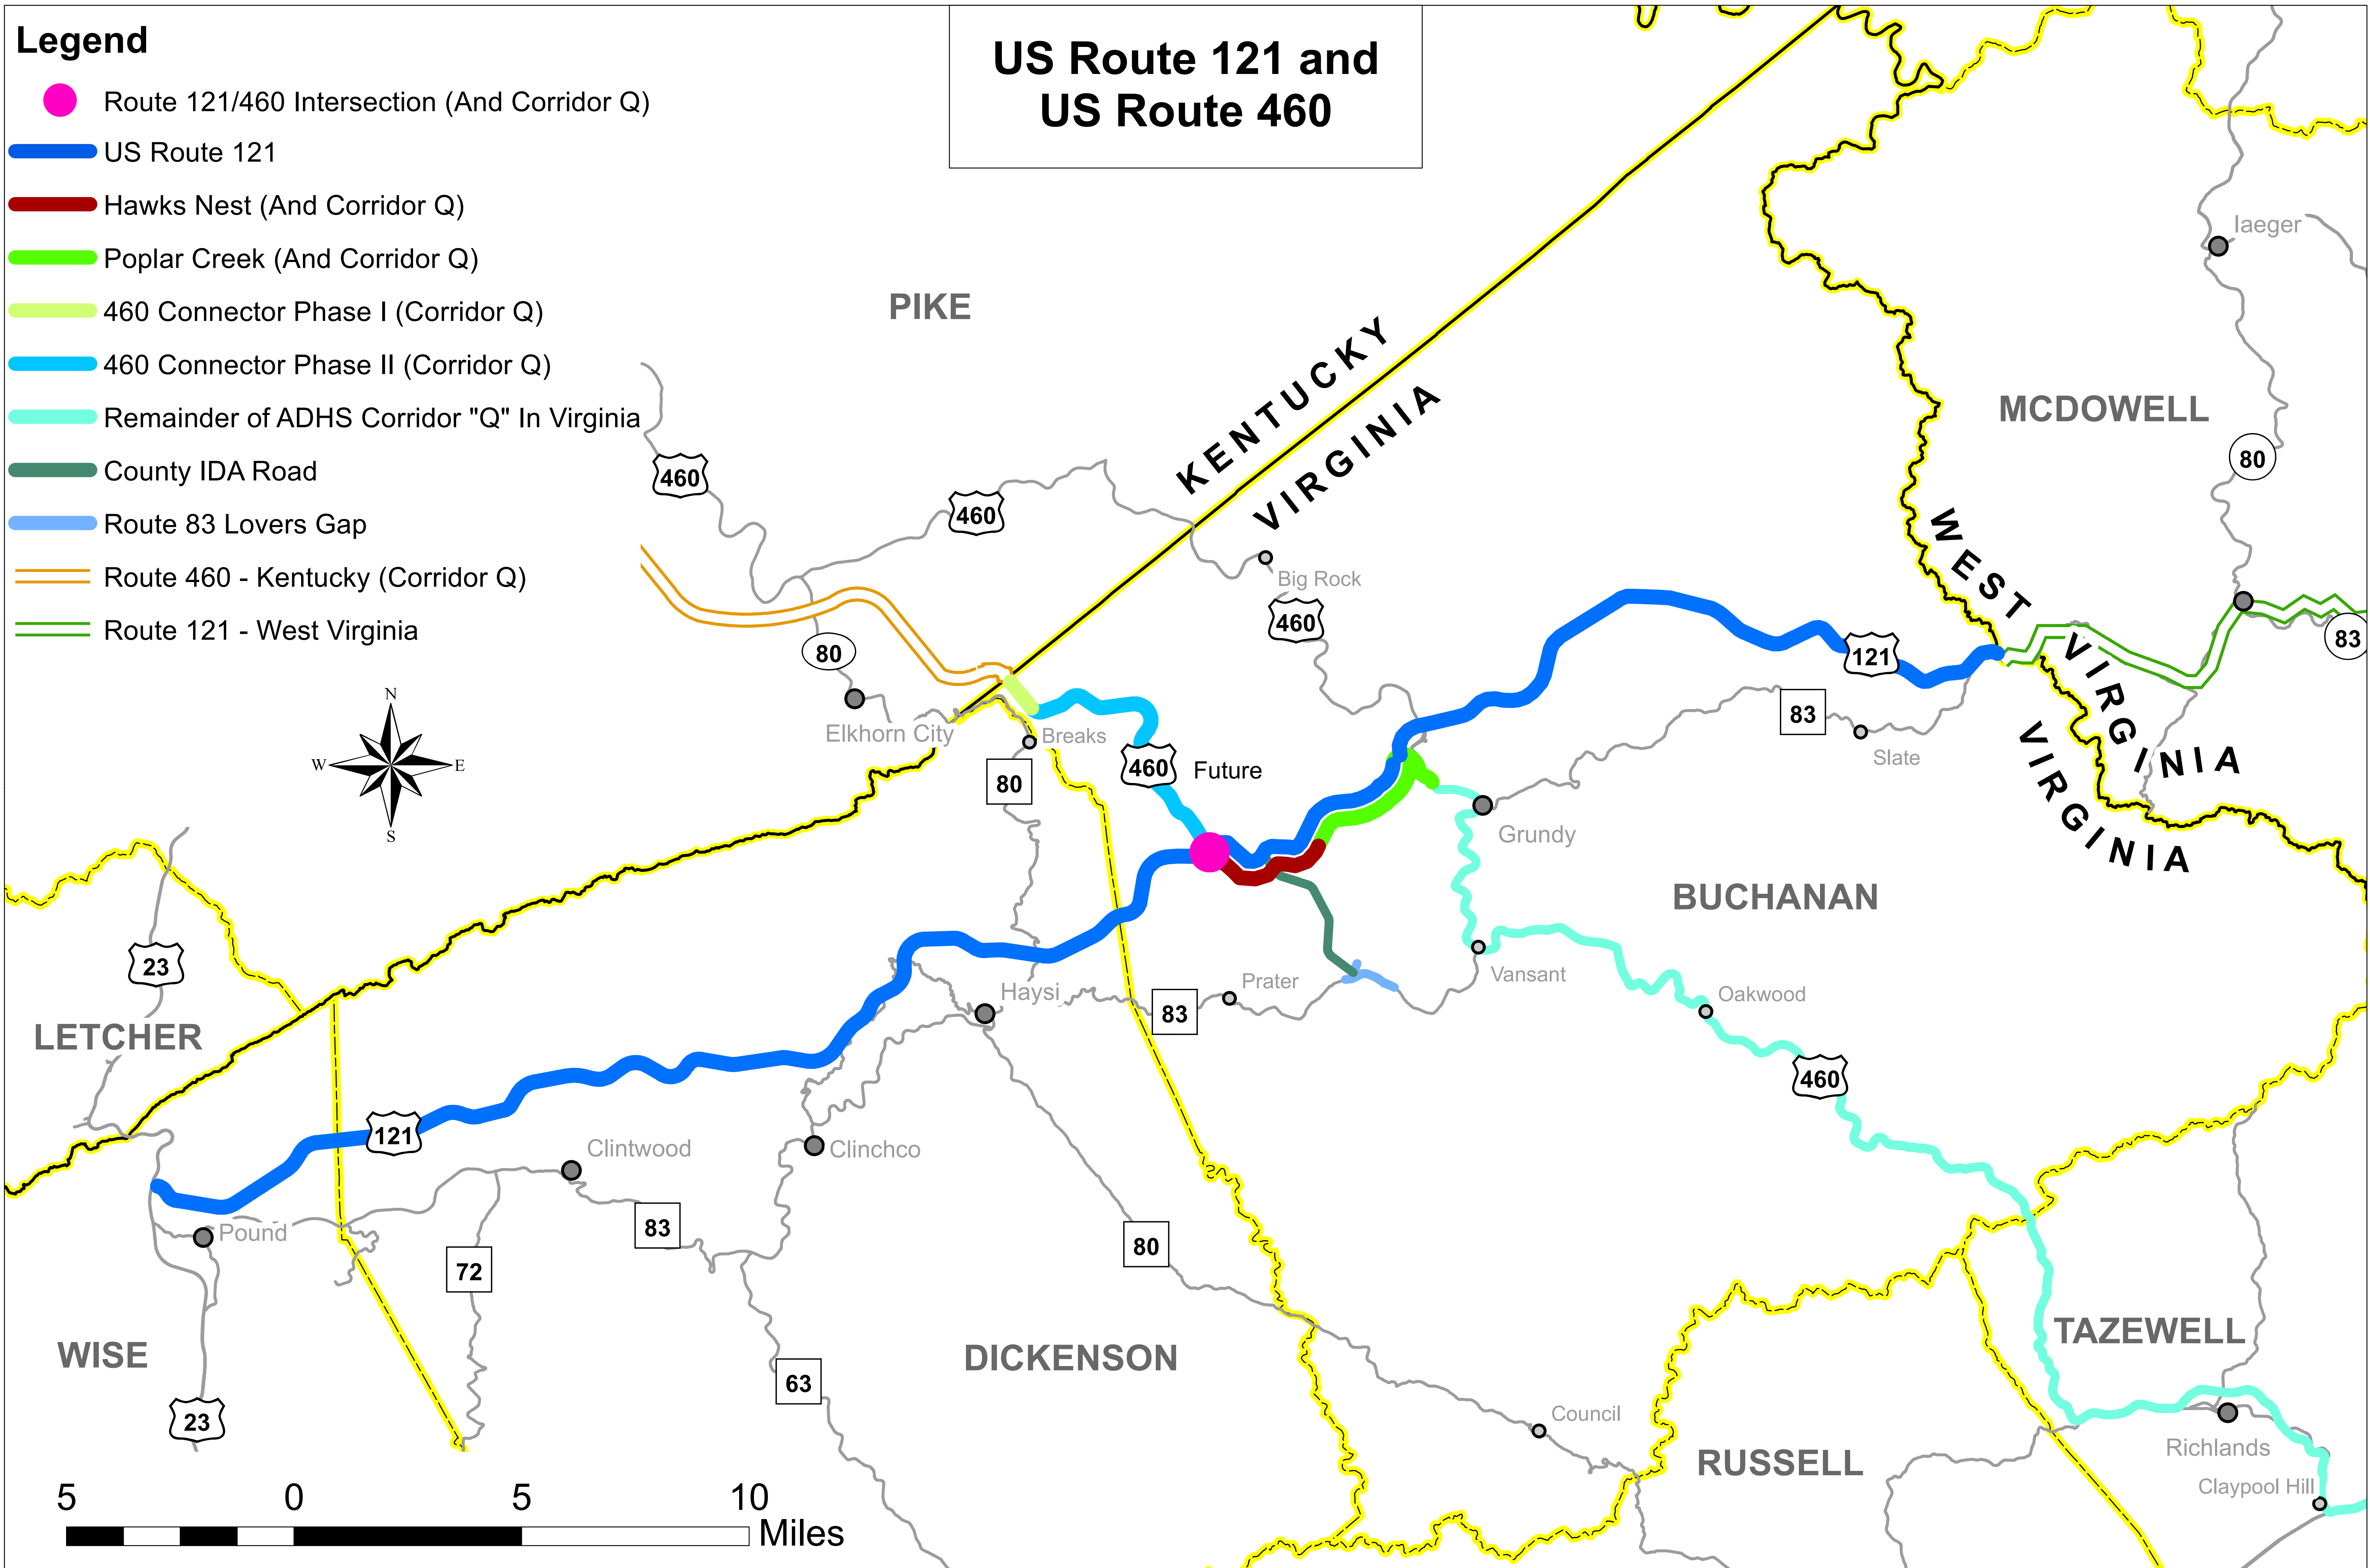 Legend
Route 121/460 Intersection (And Corridor Q)
US Route 121
Hawks Nest (And Corridor Q)
Poplar Creek (And Corridor Q)
460 Connector Phase I (Corridor Q)
460 Connector Phase II (Corridor Q)
Remainder of ADHS Corridor "Q" In Virginia
County IDA Road
Route 83 Lovers Gap
Route 460 - Kentucky (Corridor Q)
Route 121 - West Virginia
US Route 121 and
US Route 460
PIKE
KENTUCKY
VIRGINIA
Iaeger
MCDOWELL
80
460
460
WEST VIRGINIA
VIRGINIA
Big Rock
460
80
121
83
N
W
E
S
Elkhorn City
Breaks
83
Slate
80
460
Future
Grundy
BUCHANAN
23
LETCHER
Haysi
Prater
83
Vansant
Oakwood
460
121
Clintwood
Clinchco
Pound
83
72
80
WISE
DICKENSON
TAZEWELL
63
23
Council
RUSSELL
Richlands
Claypool Hill
5
0
5
10
Miles